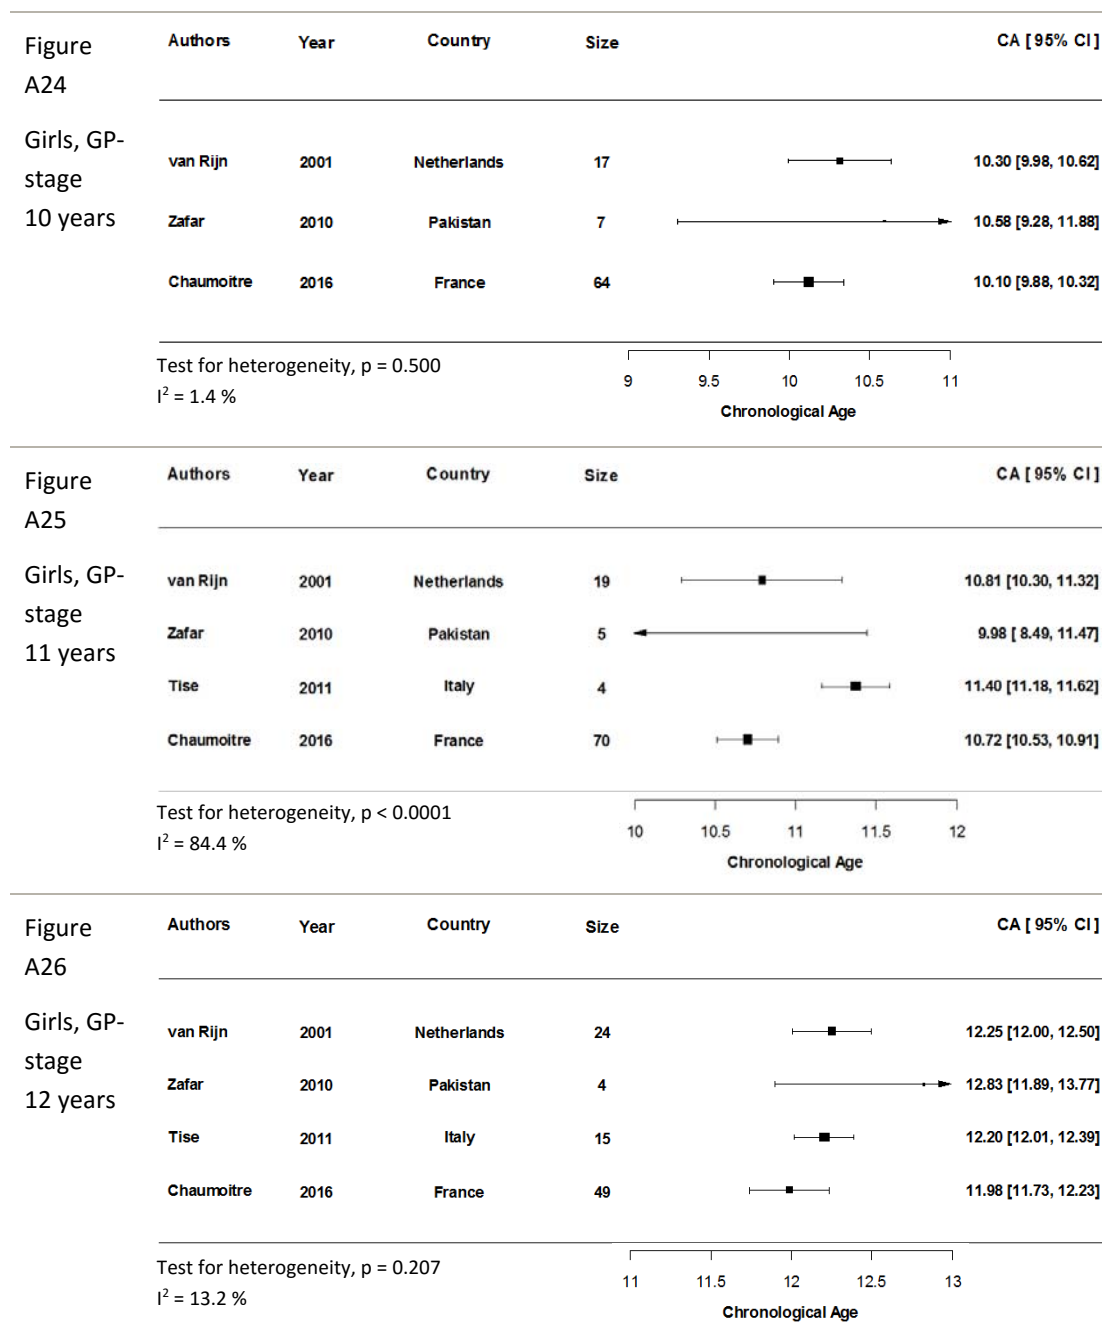 Figure A24
Girls, GP-stage 10 years
Authors Year Country Size CA [ 95% CI]
van Rijn 2001 Netherlands 17 10.30 [9.98, 10.62]
Zafar 2010 Pakistan 7 10.58 [9.28, 11.88]
Chaumoitre 2016 France 64 10.10 [9.88, 10.32]
Test for heterogeneity, p = 0.500
I² = 1.4 %
9 9.5 10 10.5 11
Chronological Age
Figure A25
Girls, GP-stage 11 years
Authors Year Country Size CA [ 95% CI]
van Rijn 2001 Netherlands 19 10.81 [10.30, 11.32]
Zafar 2010 Pakistan 5 9.98 [ 8.49, 11.47]
Tise 2011 Italy 4 11.40 [11.18, 11.62]
Chaumoitre 2016 France 70 10.72 [10.53, 10.91]
Test for heterogeneity, p < 0.0001
I² = 84.4 %
10 10.5 11 11.5 12
Chronological Age
Figure A26
Girls, GP-stage 12 years
Authors Year Country Size CA [ 95% CI]
van Rijn 2001 Netherlands 24 12.25 [12.00, 12.50]
Zafar 2010 Pakistan 4 12.83 [11.89, 13.77]
Tise 2011 Italy 15 12.20 [12.01, 12.39]
Chaumoitre 2016 France 49 11.98 [11.73, 12.23]
Test for heterogeneity, p = 0.207
I² = 13.2 %
11 11.5 12 12.5 13
Chronological Age